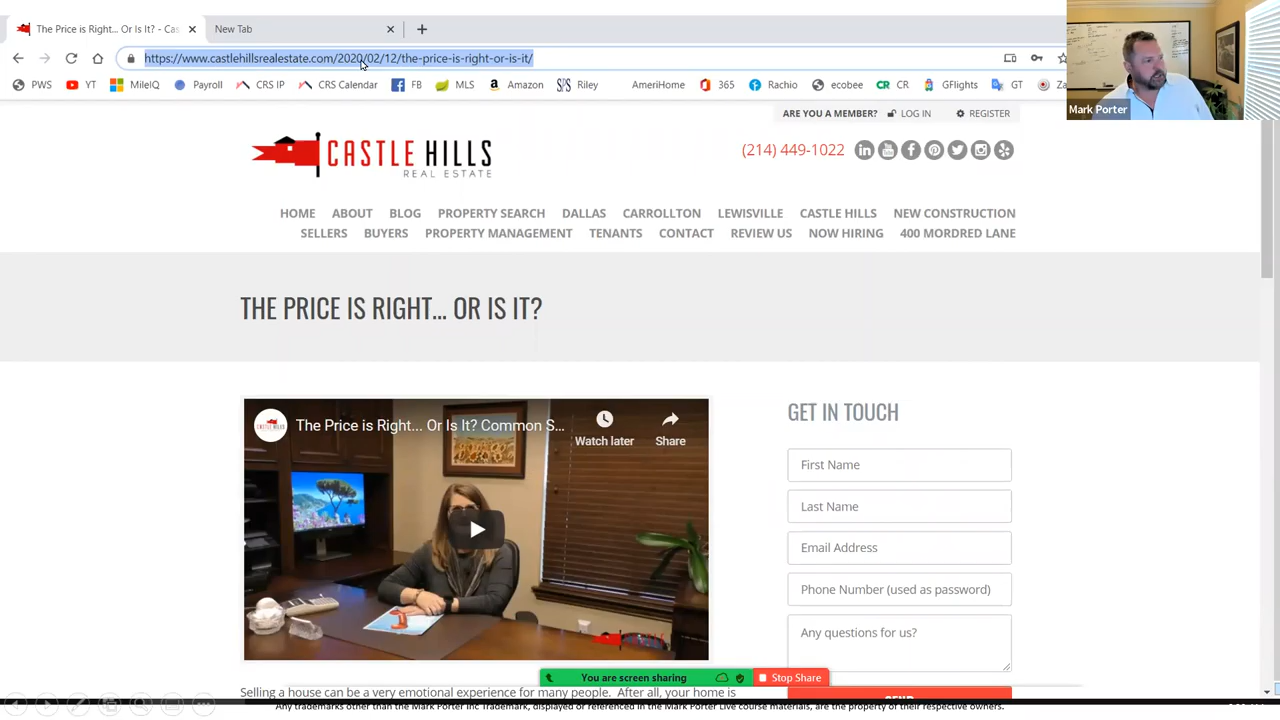 The Price is Right... Or Is It? - Cas
New Tab
https://www.castlehillsrealestate.com/2020/02/12/the-price-is-right-or-is-it/
PWS YT MileIQ Payroll CRS IP CRS Calendar FB MLS Amazon Riley AmeriHome 365 Rachio ecobee CR GFlights GT
Mark Porter
ARE YOU A MEMBER? LOG IN REGISTER
CASTLE HILLS
REAL ESTATE
(214) 449-1022
HOME ABOUT BLOG PROPERTY SEARCH DALLAS CARROLLTON LEWISVILLE CASTLE HILLS NEW CONSTRUCTION
SELLERS BUYERS PROPERTY MANAGEMENT TENANTS CONTACT REVIEW US NOW HIRING 400 MORDRED LANE
THE PRICE IS RIGHT... OR IS IT?
The Price is Right... Or Is It? Common S...
Watch later
Share
CASTLE HILLS
GET IN TOUCH
First Name
Last Name
Email Address
Phone Number (used as password)
Any questions for us?
SEND
You are screen sharing
Stop Share
Selling a house can be a very emotional experience for many people. After all, your home is
Any trademarks other than the Mark Porter Inc Trademark, displayed or referenced in the Mark Porter Live course materials, are the property of their respective owners.